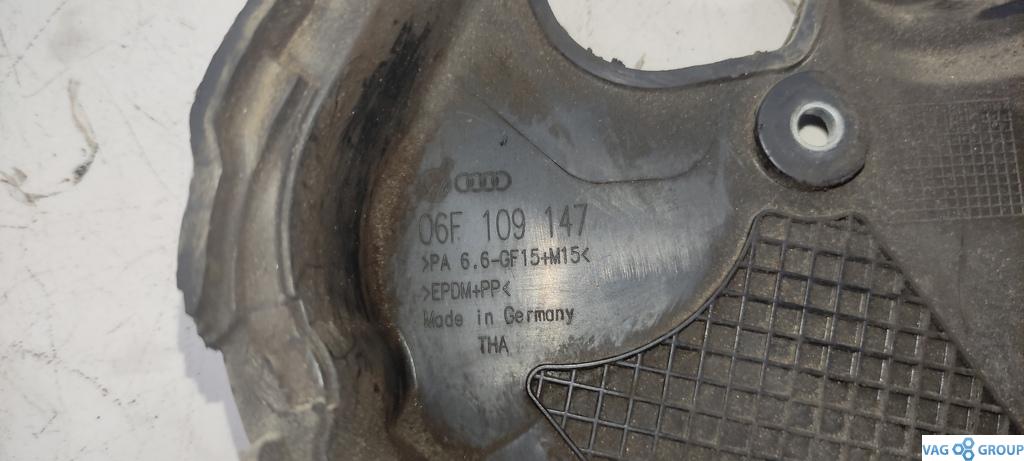 06F 109 147
>PA 6.6-GF15+M15<
>EPDM+PP<
Made in Germany
THA
VAG GROUP